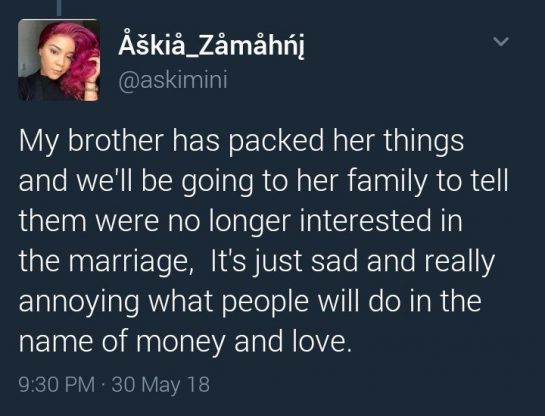 Åškiå_Zåmåhńį
@askimini
My brother has packed her things
and we'll be going to her family to tell
them were no longer interested in
the marriage,  It's just sad and really
annoying what people will do in the
name of money and love.
9:30 PM · 30 May 18